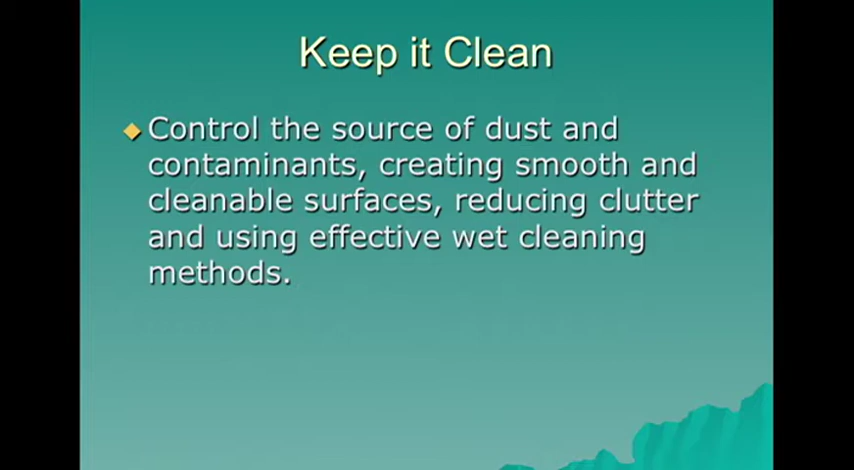 Keep it Clean
Control the source of dust and
contaminants, creating smooth and
cleanable surfaces, reducing clutter
and using effective wet cleaning
methods.